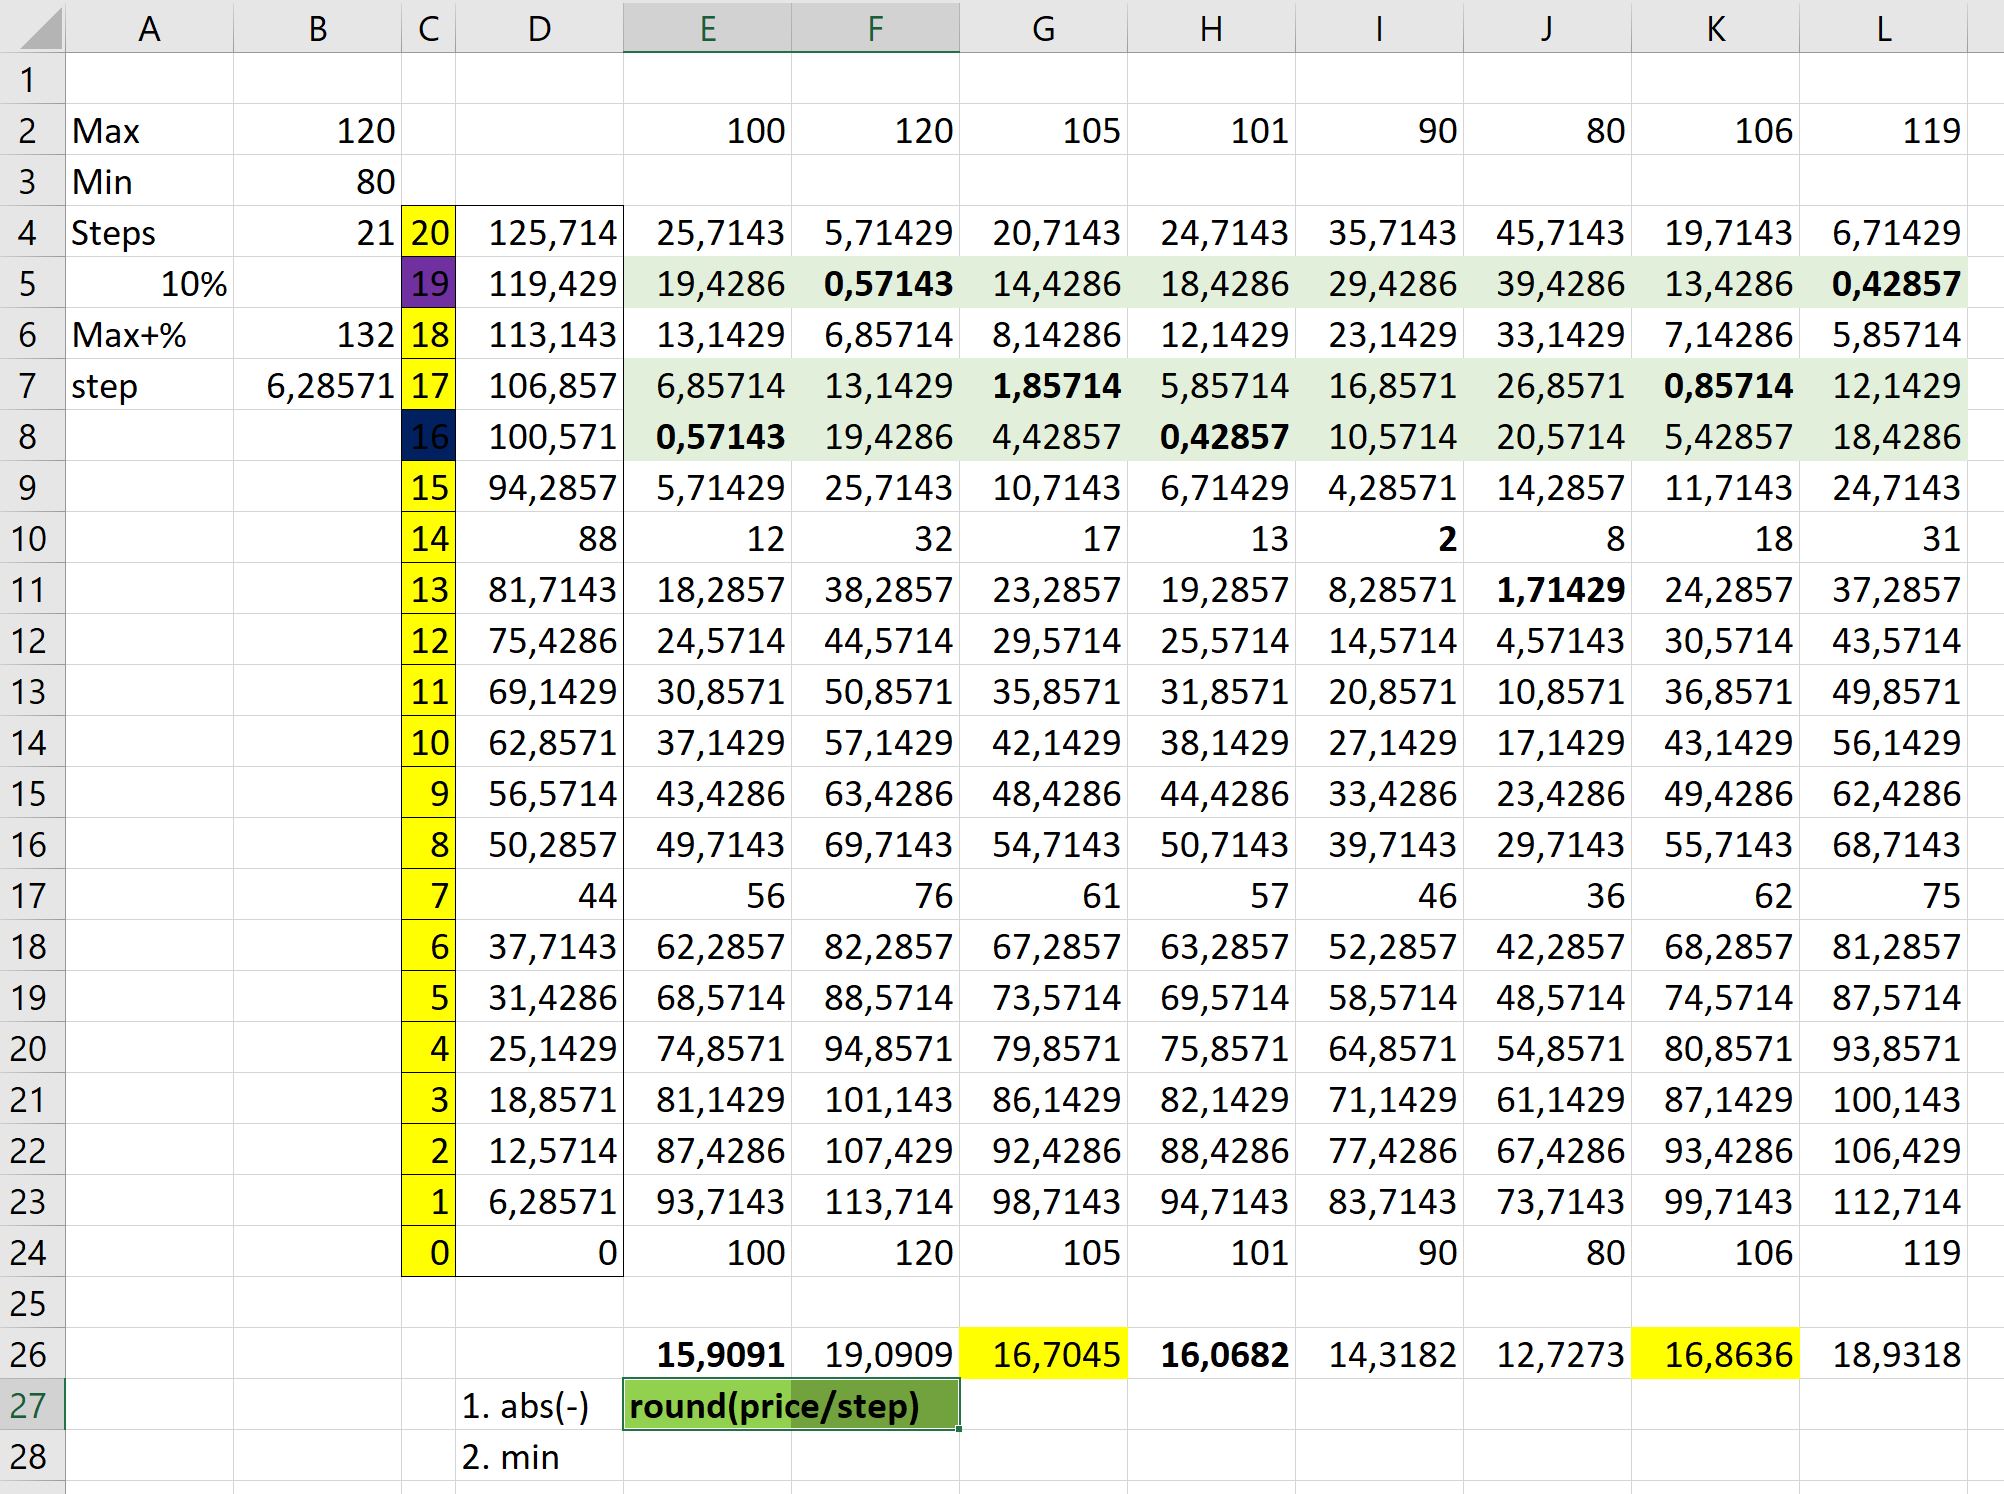 A B C D E F G H I J K L
1
2 Max 120 100 120 105 101 90 80 106 119
3 Min 80
4 Steps 21 20 125,714 25,7143 5,71429 20,7143 24,7143 35,7143 45,7143 19,7143 6,71429
5 10% 19 119,429 19,4286 0,57143 14,4286 18,4286 29,4286 39,4286 13,4286 0,42857
6 Max+% 132 18 113,143 13,1429 6,85714 8,14286 12,1429 23,1429 33,1429 7,14286 5,85714
7 step 6,28571 17 106,857 6,85714 13,1429 1,85714 5,85714 16,8571 26,8571 0,85714 12,1429
8 16 100,571 0,57143 19,4286 4,42857 0,42857 10,5714 20,5714 5,42857 18,4286
9 15 94,2857 5,71429 25,7143 10,7143 6,71429 4,28571 14,2857 11,7143 24,7143
10 14 88 12 32 17 13 2 8 18 31
11 13 81,7143 18,2857 38,2857 23,2857 19,2857 8,28571 1,71429 24,2857 37,2857
12 12 75,4286 24,5714 44,5714 29,5714 25,5714 14,5714 4,57143 30,5714 43,5714
13 11 69,1429 30,8571 50,8571 35,8571 31,8571 20,8571 10,8571 36,8571 49,8571
14 10 62,8571 37,1429 57,1429 42,1429 38,1429 27,1429 17,1429 43,1429 56,1429
15 9 56,5714 43,4286 63,4286 48,4286 44,4286 33,4286 23,4286 49,4286 62,4286
16 8 50,2857 49,7143 69,7143 54,7143 50,7143 39,7143 29,7143 55,7143 68,7143
17 7 44 56 76 61 57 46 36 62 75
18 6 37,7143 62,2857 82,2857 67,2857 63,2857 52,2857 42,2857 68,2857 81,2857
19 5 31,4286 68,5714 88,5714 73,5714 69,5714 58,5714 48,5714 74,5714 87,5714
20 4 25,1429 74,8571 94,8571 79,8571 75,8571 64,8571 54,8571 80,8571 93,8571
21 3 18,8571 81,1429 101,143 86,1429 82,1429 71,1429 61,1429 87,1429 100,143
22 2 12,5714 87,4286 107,429 92,4286 88,4286 77,4286 67,4286 93,4286 106,429
23 1 6,28571 93,7143 113,714 98,7143 94,7143 83,7143 73,7143 99,7143 112,714
24 0 0 100 120 105 101 90 80 106 119
25
26 15,9091 19,0909 16,7045 16,0682 14,3182 12,7273 16,8636 18,9318
27 1. abs(-) round(price/step)
28 2. min